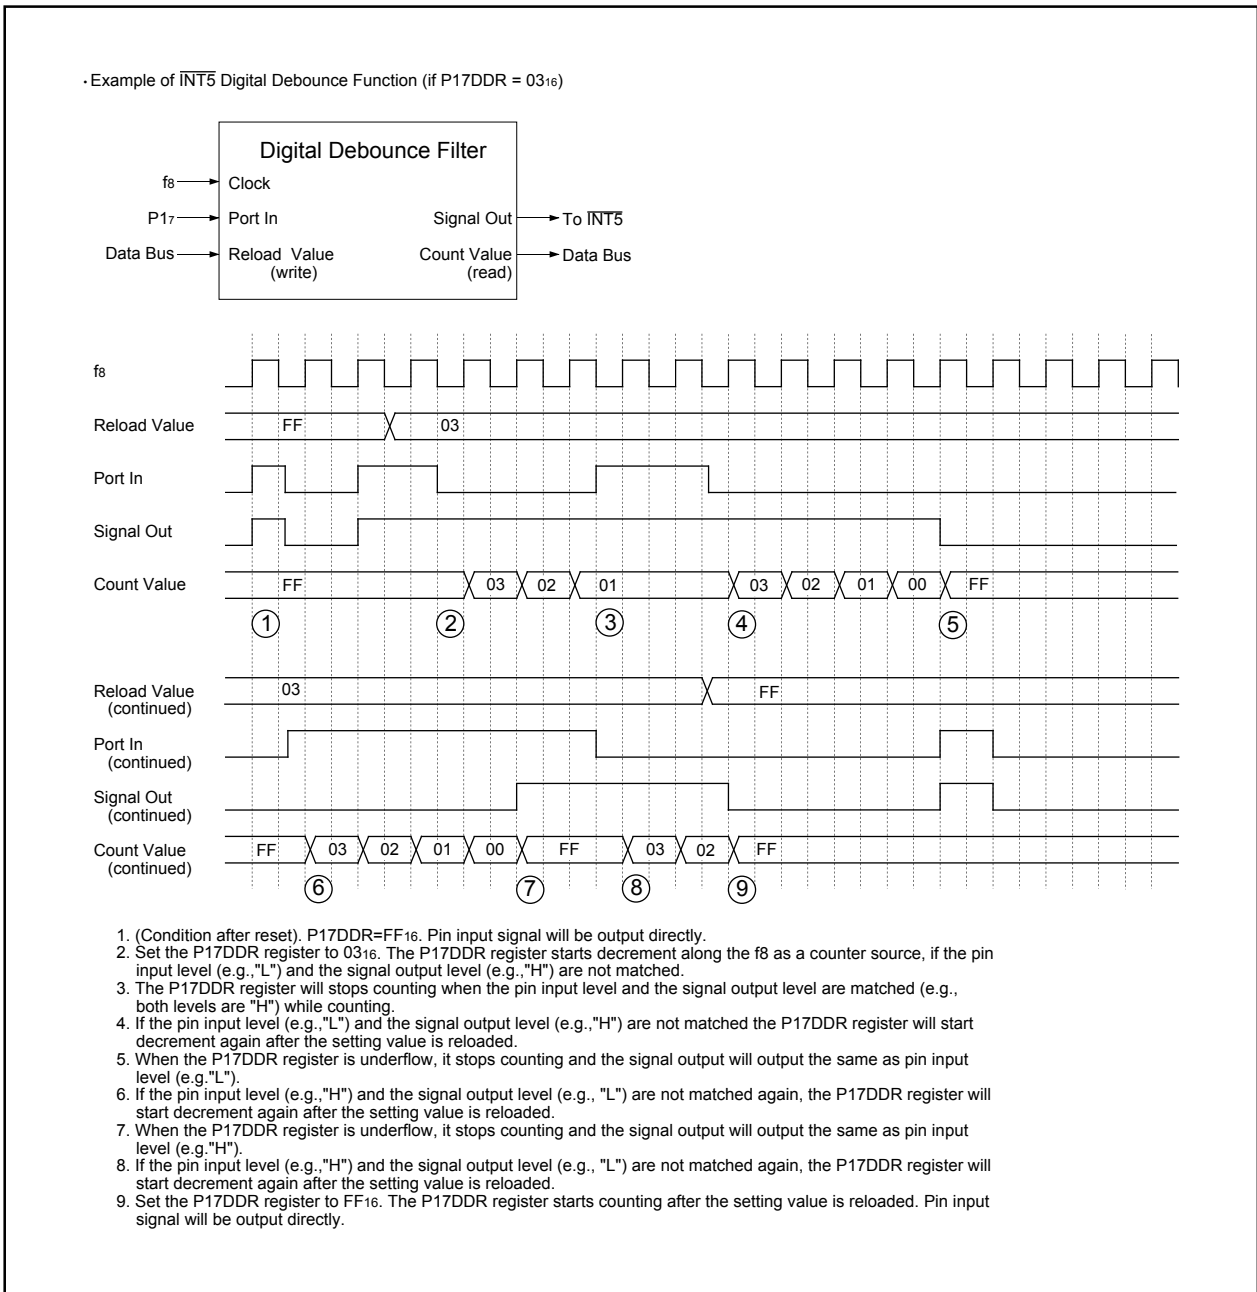 ・Example of INT5 Digital Debounce Function (if P17DDR = 0316)
Digital Debounce Filter
f8
Clock
P17
Port In
Signal Out
To INT5
Data Bus
Reload Value
(write)
Count Value
(read)
Data Bus
f8
Reload Value
FF
03
Port In
Signal Out
Count Value
FF
03
02
01
03
02
01
00
FF
1
2
3
4
5
Reload Value
(continued)
03
FF
Port In
(continued)
Signal Out
(continued)
Count Value
(continued)
FF
03
02
01
00
FF
03
02
FF
6
7
8
9
1. (Condition after reset). P17DDR=FF16. Pin input signal will be output directly.
2. Set the P17DDR register to 0316. The P17DDR register starts decrement along the f8 as a counter source, if the pin
input level (e.g.,"L") and the signal output level (e.g.,"H") are not matched.
3. The P17DDR register will stops counting when the pin input level and the signal output level are matched (e.g.,
both levels are "H") while counting.
4. If the pin input level (e.g.,"L") and the signal output level (e.g.,"H") are not matched the P17DDR register will start
decrement again after the setting value is reloaded.
5. When the P17DDR register is underflow, it stops counting and the signal output will output the same as pin input
level (e.g."L").
6. If the pin input level (e.g.,"H") and the signal output level (e.g., "L") are not matched again, the P17DDR register will
start decrement again after the setting value is reloaded.
7. When the P17DDR register is underflow, it stops counting and the signal output will output the same as pin input
level (e.g."H").
8. If the pin input level (e.g.,"H") and the signal output level (e.g., "L") are not matched again, the P17DDR register will
start decrement again after the setting value is reloaded.
9. Set the P17DDR register to FF16. The P17DDR register starts counting after the setting value is reloaded. Pin input
signal will be output directly.